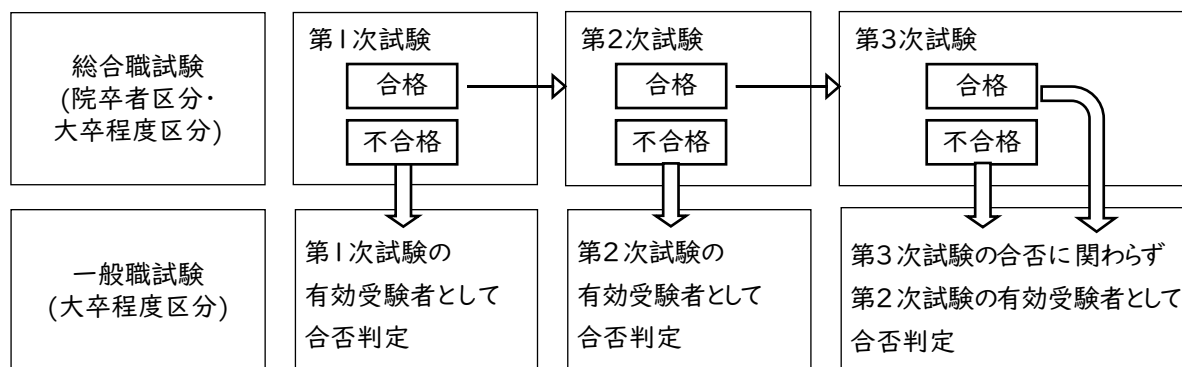 総合職試験
(院卒者区分・
大卒程度区分)
第1次試験
合格
不合格
第2次試験
合格
不合格
第3次試験
合格
不合格
一般職試験
(大卒程度区分)
第1次試験の
有効受験者として
合否判定
第2次試験の
有効受験者として
合否判定
第3次試験の合否に関わらず
第2次試験の有効受験者として
合否判定